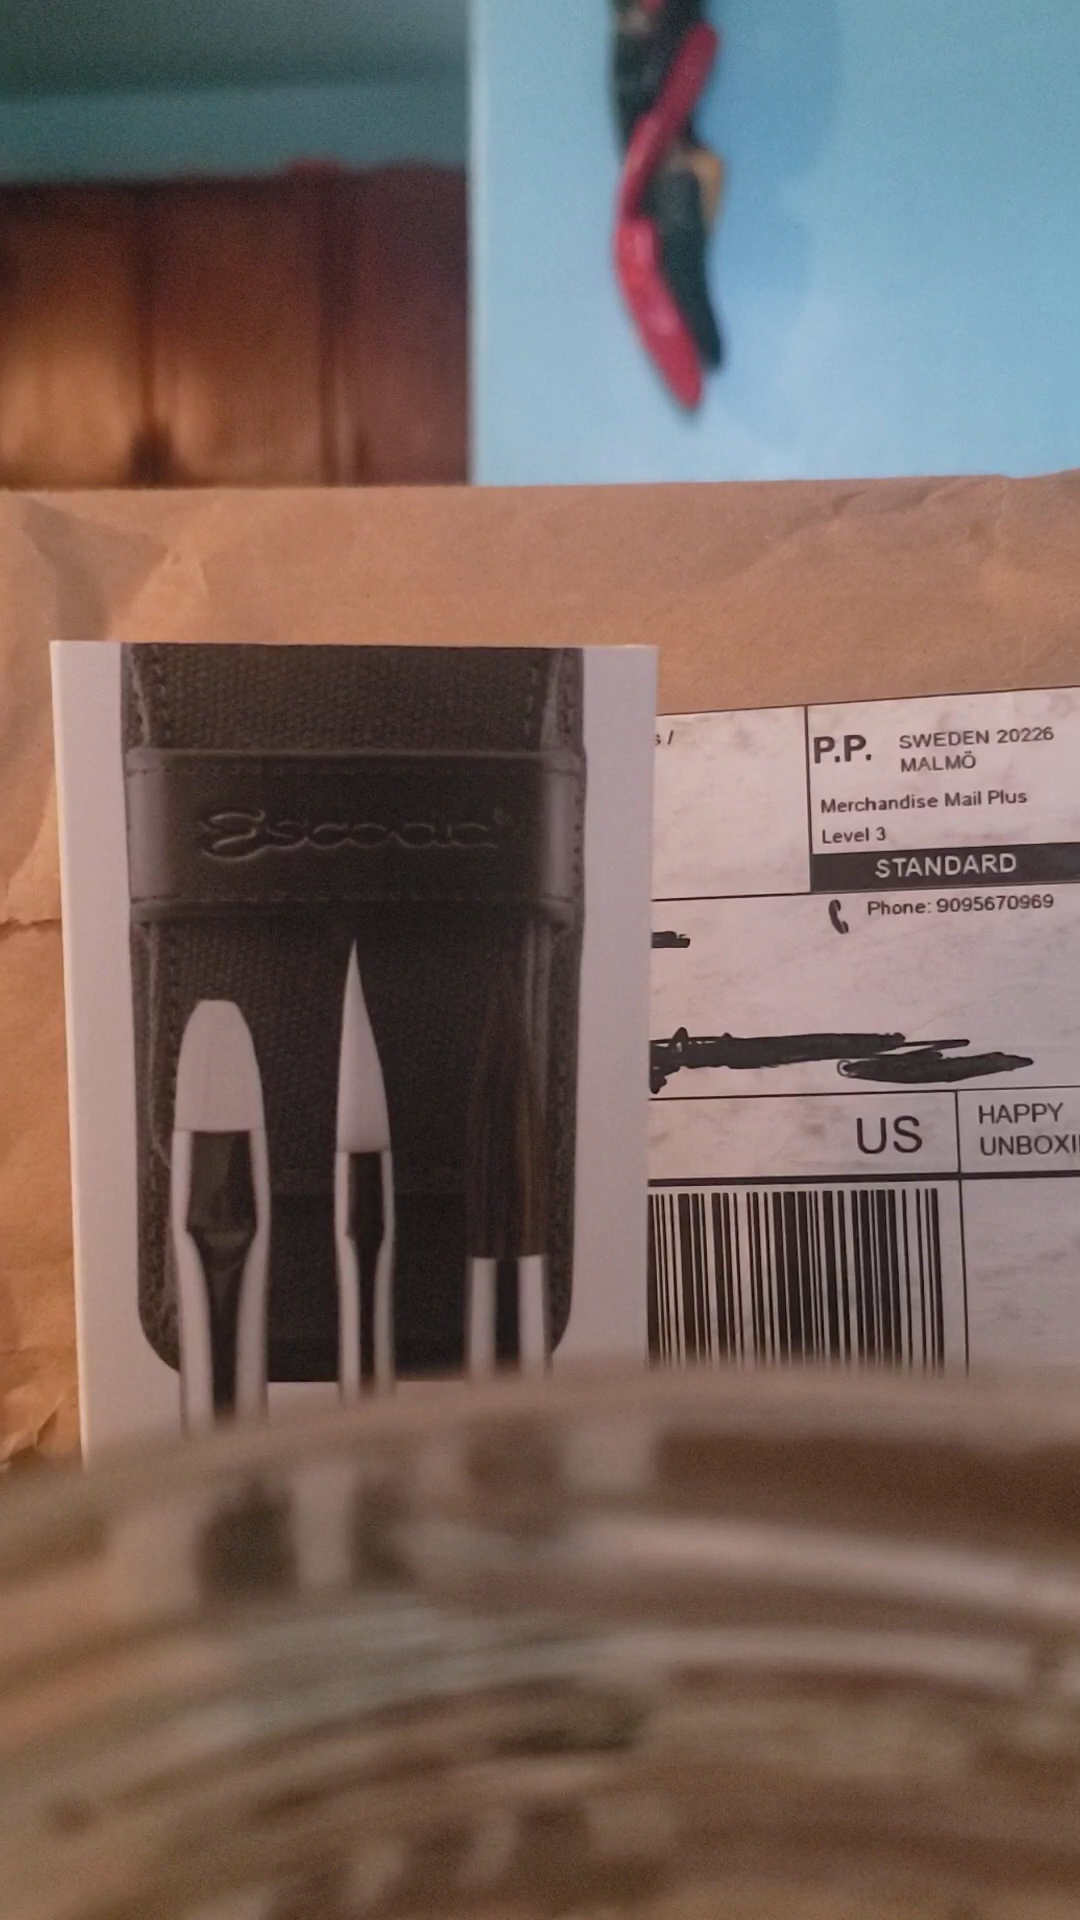 Escoda®
s /
P.P.
SWEDEN 20226
MALMÖ
Merchandise Mail Plus
Level 3
STANDARD
Phone: 9095670969
US
HAPPY